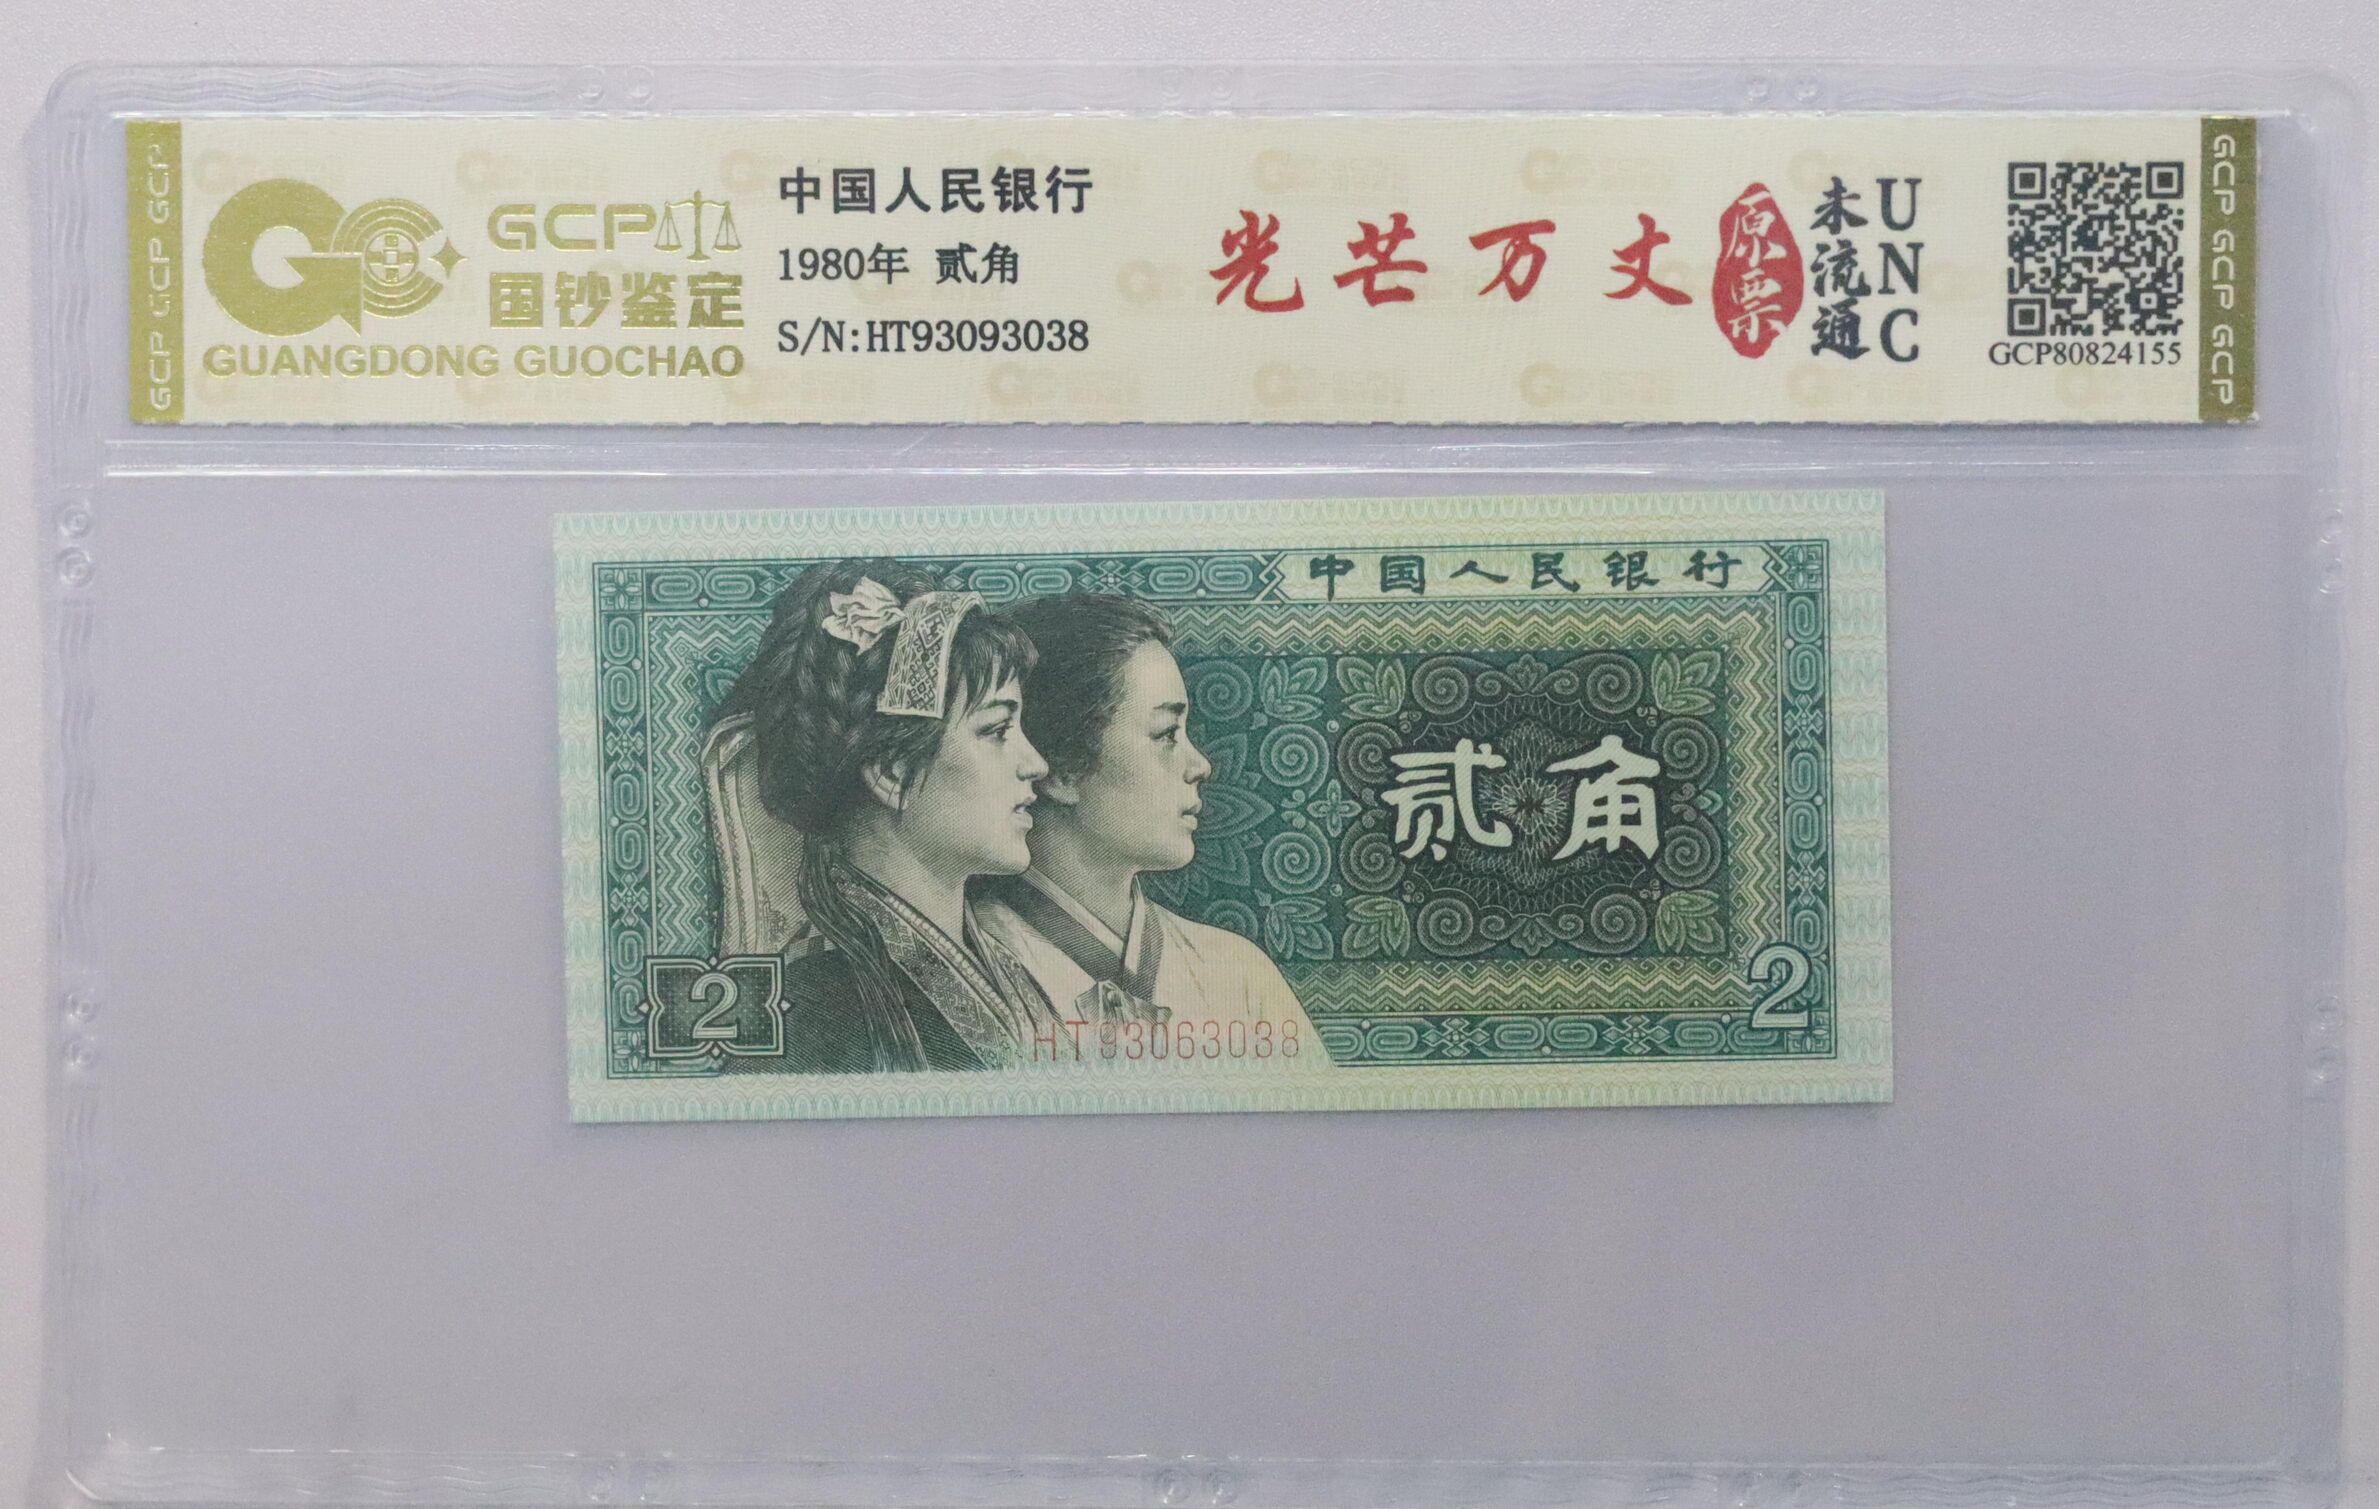 GCP GCP GCP
GCP
国钞鉴定
GUANGDONG GUOCHAO
中国人民银行
1980年 贰角
S/N:HT93093038
光芒万丈
原票
未流通
UNC
GCP80824155
GCP GCP GCP
中国人民银行
贰角
2
2
HT93063038